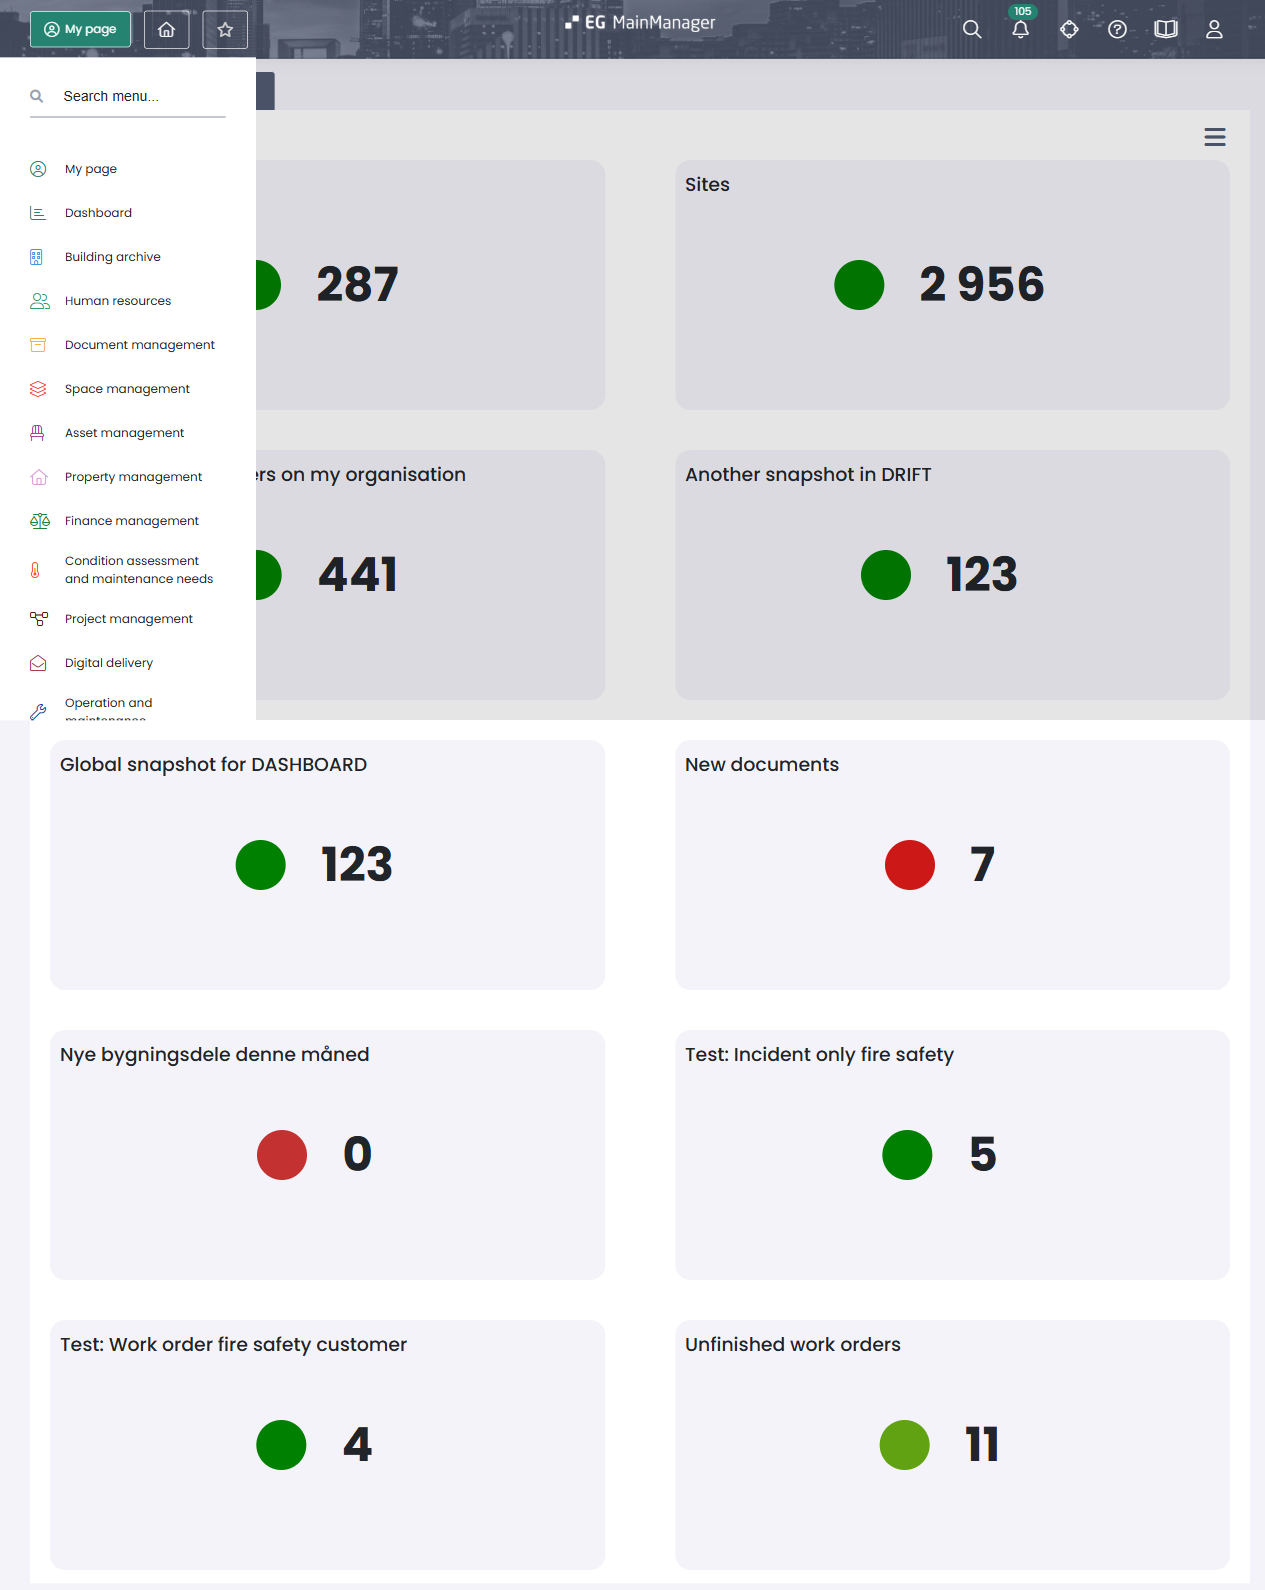 My page
105
EG MainManager
Search menu...
My page
Dashboard
Building archive
Human resources
Document management
Space management
Asset management
Property management
Finance management
Condition assessment
and maintenance needs
Project management
Digital delivery
Operation and
maintenance
287
Sites
2 956
ers on my organisation
441
Another snapshot in DRIFT
123
Global snapshot for DASHBOARD
123
New documents
7
Nye bygningsdele denne måned
0
Test: Incident only fire safety
5
Test: Work order fire safety customer
4
Unfinished work orders
11